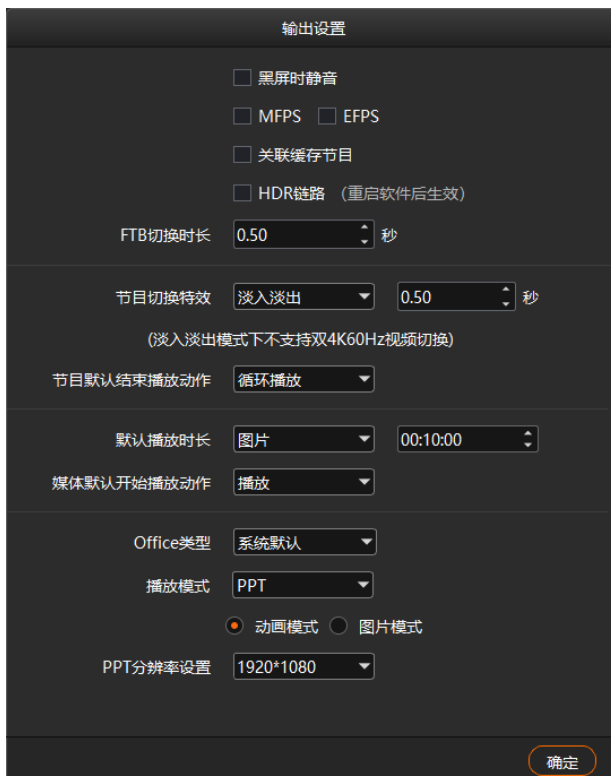 输出设置
黑屏时静音
MFPS EFPS
关联缓存节目
HDR链路 (重启软件后生效)
FTB切换时长 0.50 秒
节目切换特效 淡入淡出 0.50 秒
(淡入淡出模式下不支持双4K60Hz视频切换)
节目默认结束播放动作 循环播放
默认播放时长 图片 00:10:00
媒体默认开始播放动作 播放
Office类型 系统默认
播放模式 PPT
动画模式 图片模式
PPT分辨率设置 1920*1080
确定